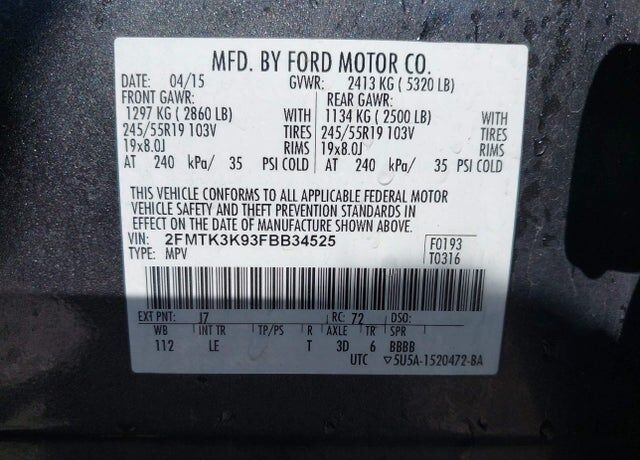 MFD. BY FORD MOTOR CO.
DATE: 04/15 GVWR: 2413 KG ( 5320 LB)
FRONT GAWR: REAR GAWR:
1297 KG ( 2860 LB) WITH 1134 KG ( 2500 LB) WITH
245/55R19 103V TIRES 245/55R19 103V TIRES
19x8.0J RIMS 19x8.0J RIMS
AT 240 kPa/ 35 PSI COLD AT 240 kPa/ 35 PSI COLD
THIS VEHICLE CONFORMS TO ALL APPLICABLE FEDERAL MOTOR
VEHICLE SAFETY AND THEFT PREVENTION STANDARDS IN
EFFECT ON THE DATE OF MANUFACTURE SHOWN ABOVE.
VIN: 2FMTK3K93FBB34525 F0193
TYPE: MPV T0316
EXT PNT: J7 RC: 72 DSO:
WB INT TR TP/PS R AXLE TR SPR
112 LE T 3D 6 BBBB
UTC ▽5U5A-1520472-BA